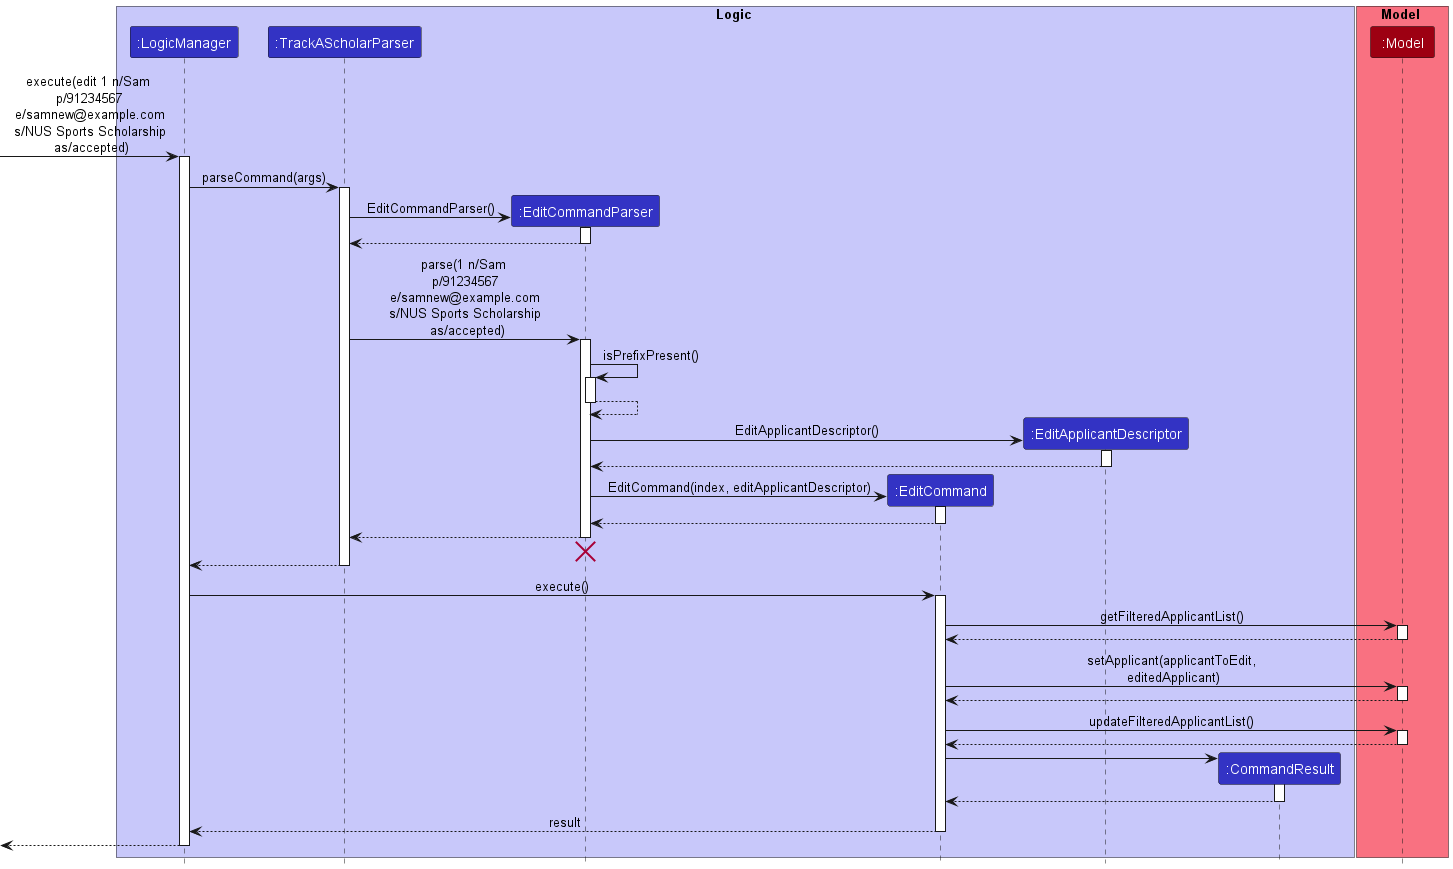 Logic
Model
:LogicManager
:TrackAScholarParser
:Model
execute(edit 1 n/Sam
p/91234567
e/samnew@example.com
s/NUS Sports Scholarship
as/accepted)
parseCommand(args)
EditCommandParser()
:EditCommandParser
parse(1 n/Sam
p/91234567
e/samnew@example.com
s/NUS Sports Scholarship
as/accepted)
isPrefixPresent()
EditApplicantDescriptor()
:EditApplicantDescriptor
EditCommand(index, editApplicantDescriptor)
:EditCommand
execute()
getFilteredApplicantList()
setApplicant(applicantToEdit,
editedApplicant)
updateFilteredApplicantList()
:CommandResult
result